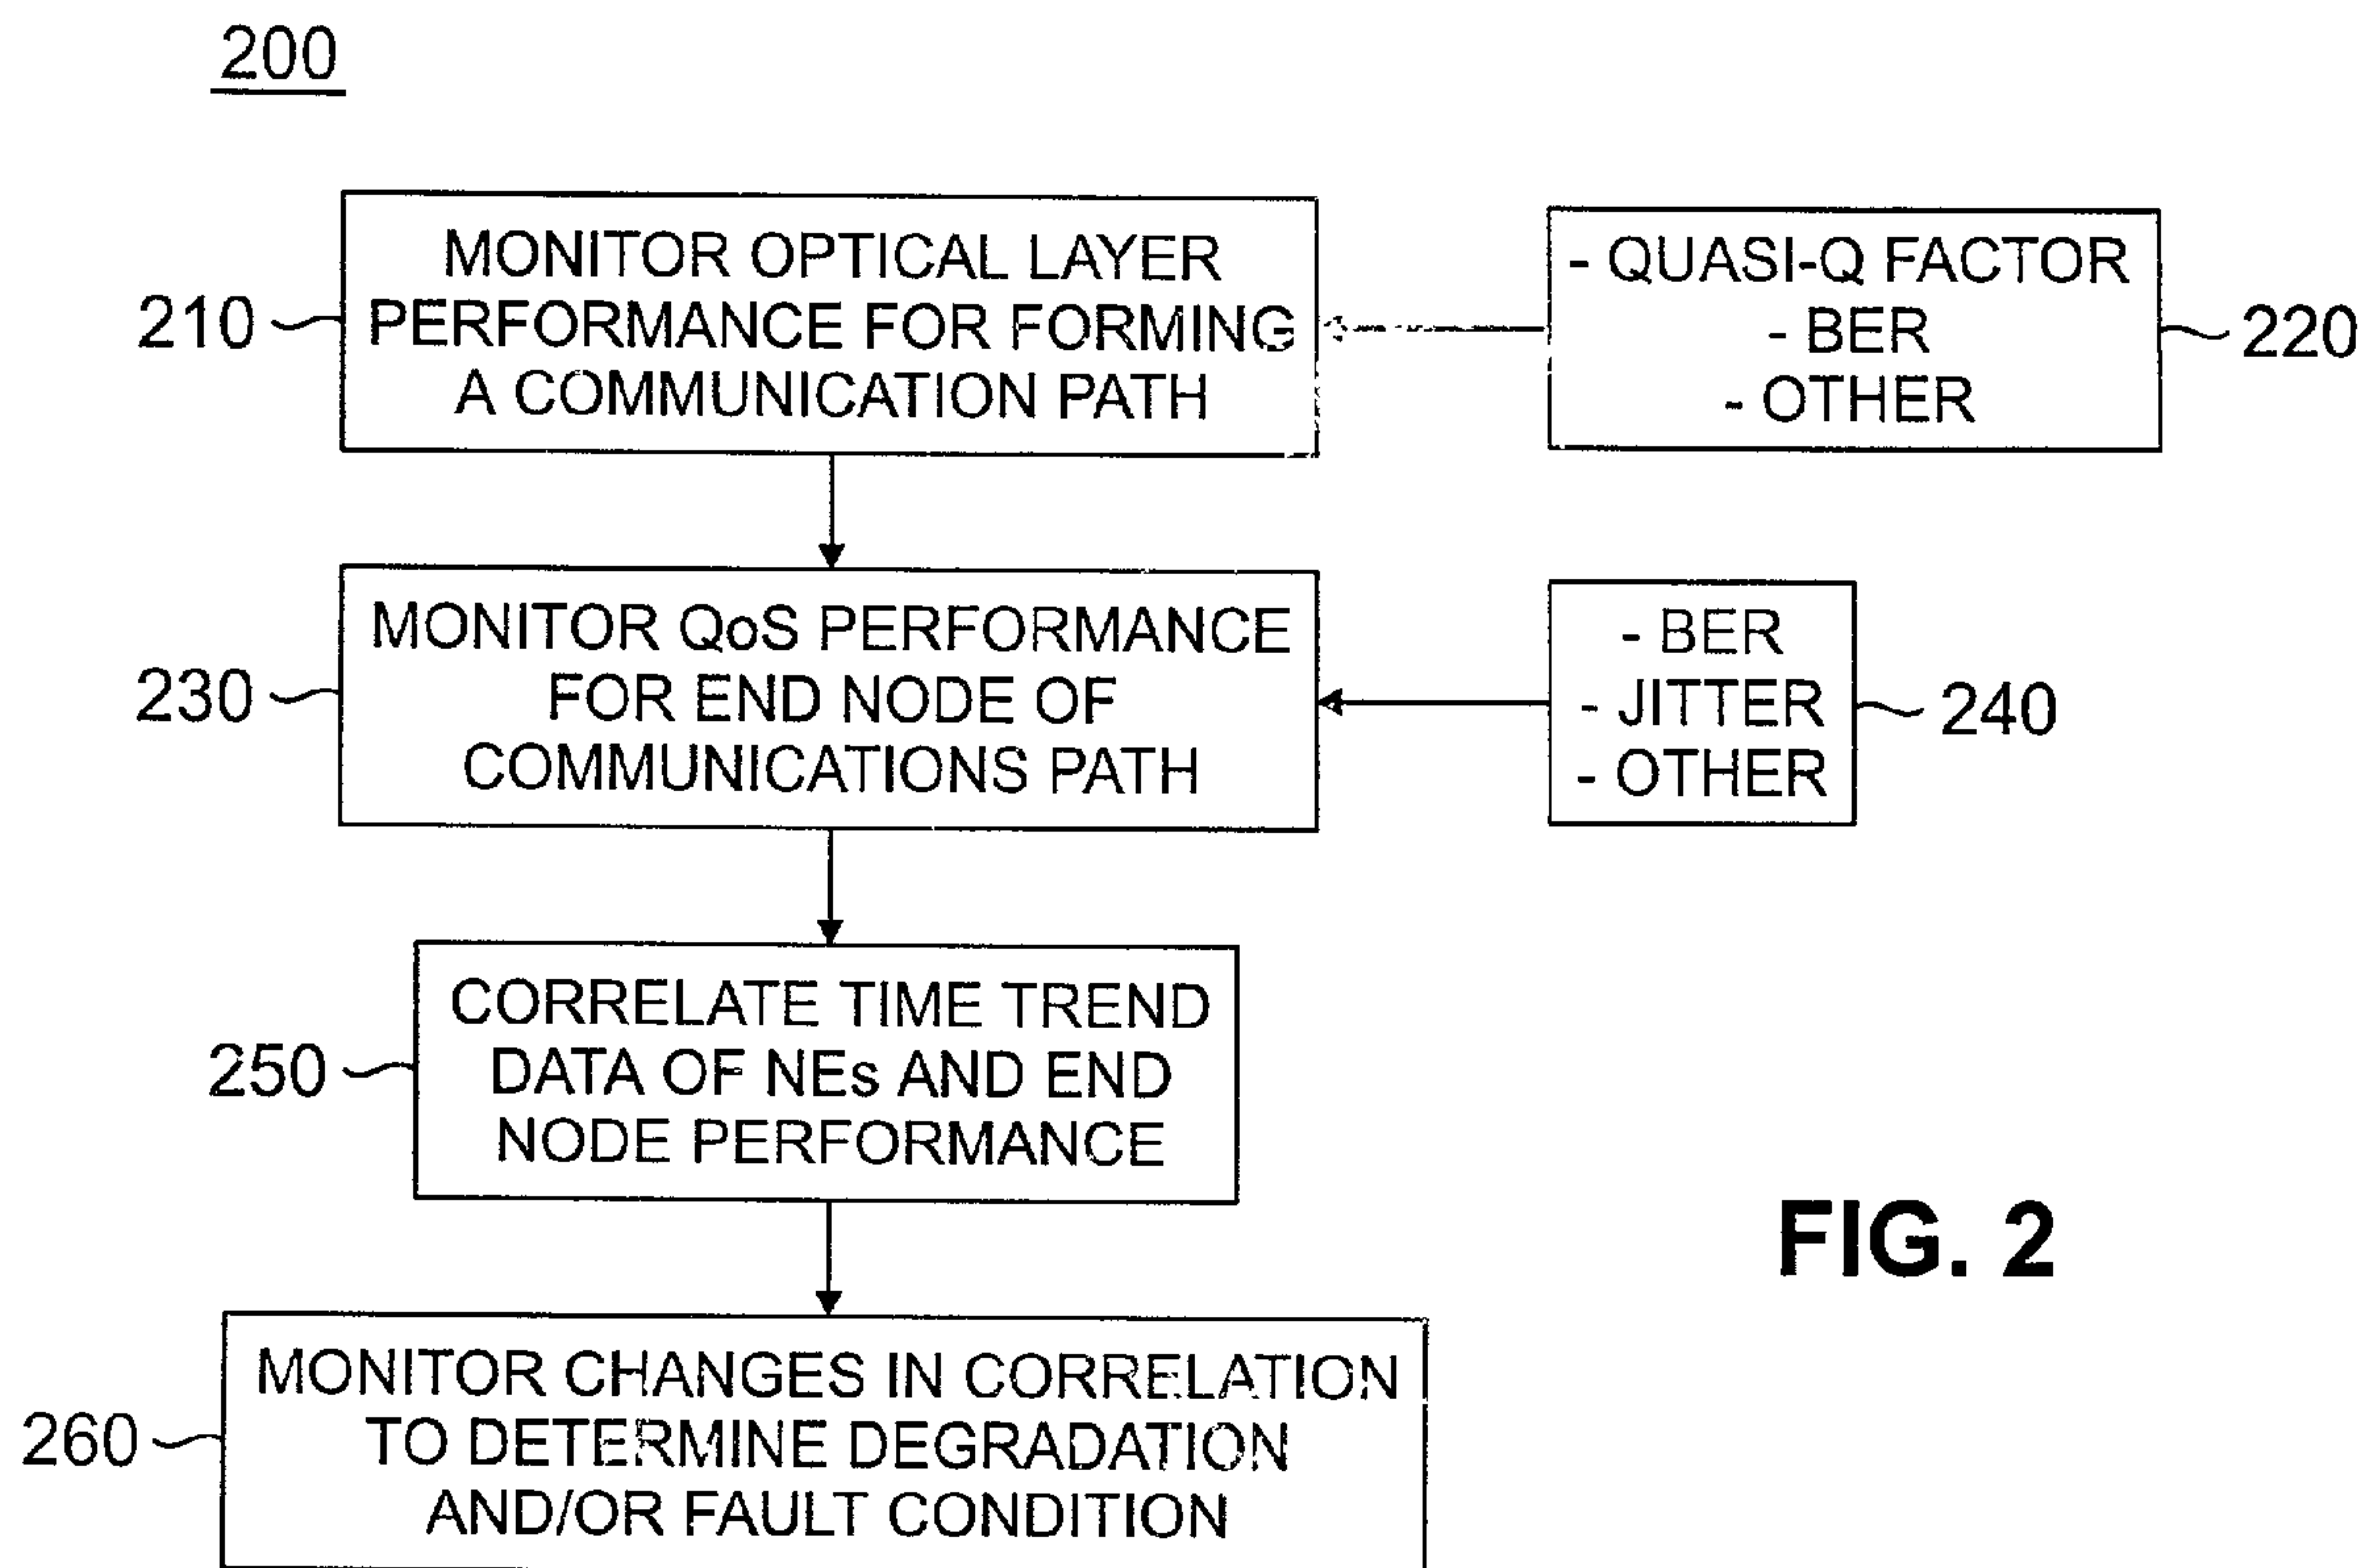 200
MONITOR OPTICAL LAYER
PERFORMANCE FOR FORMING
A COMMUNICATION PATH
210
- QUASI-Q FACTOR
- BER
- OTHER
220
MONITOR QoS PERFORMANCE
FOR END NODE OF
COMMUNICATIONS PATH
230
- BER
- JITTER
- OTHER
240
CORRELATE TIME TREND
DATA OF NEs AND END
NODE PERFORMANCE
250
FIG. 2
MONITOR CHANGES IN CORRELATION
TO DETERMINE DEGRADATION
AND/OR FAULT CONDITION
260